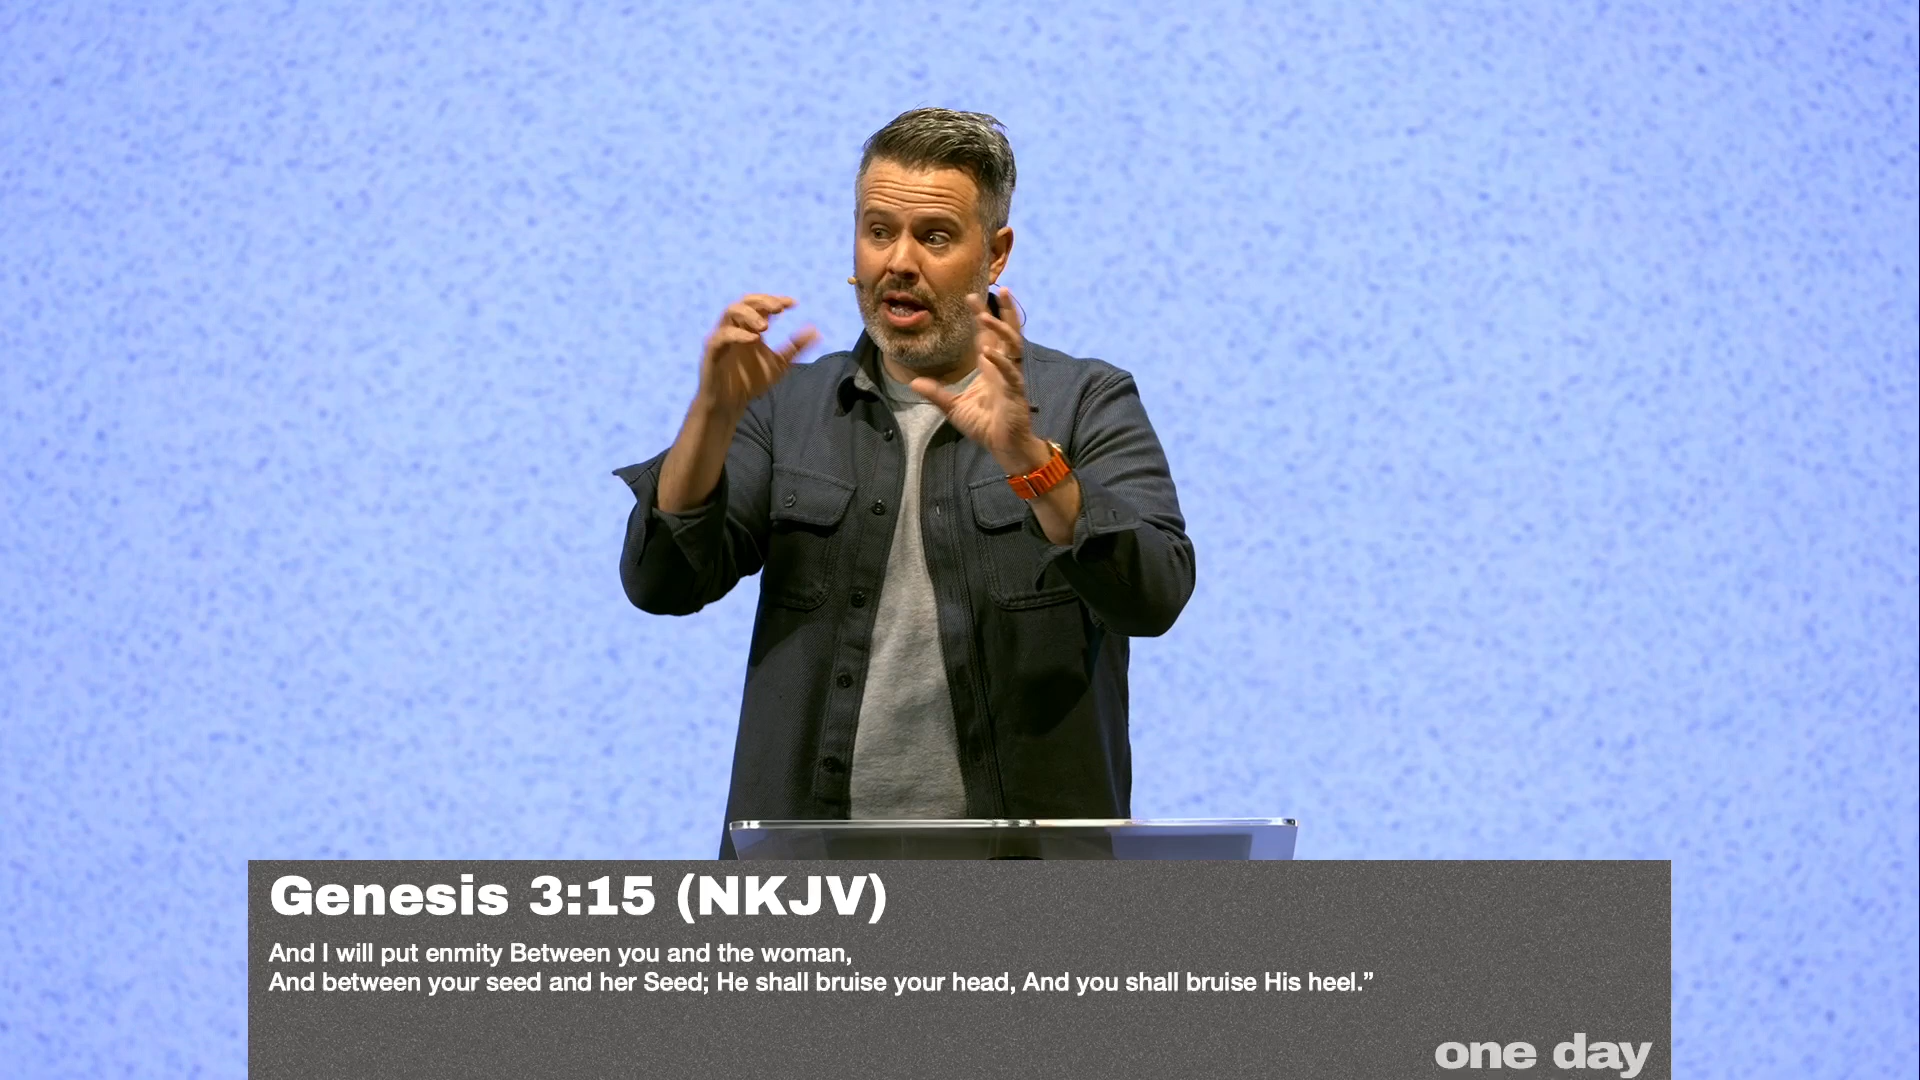 Genesis 3:15 (NKJV)
And I will put enmity Between you and the woman,
And between your seed and her Seed; He shall bruise your head, And you shall bruise His heel.”
one day